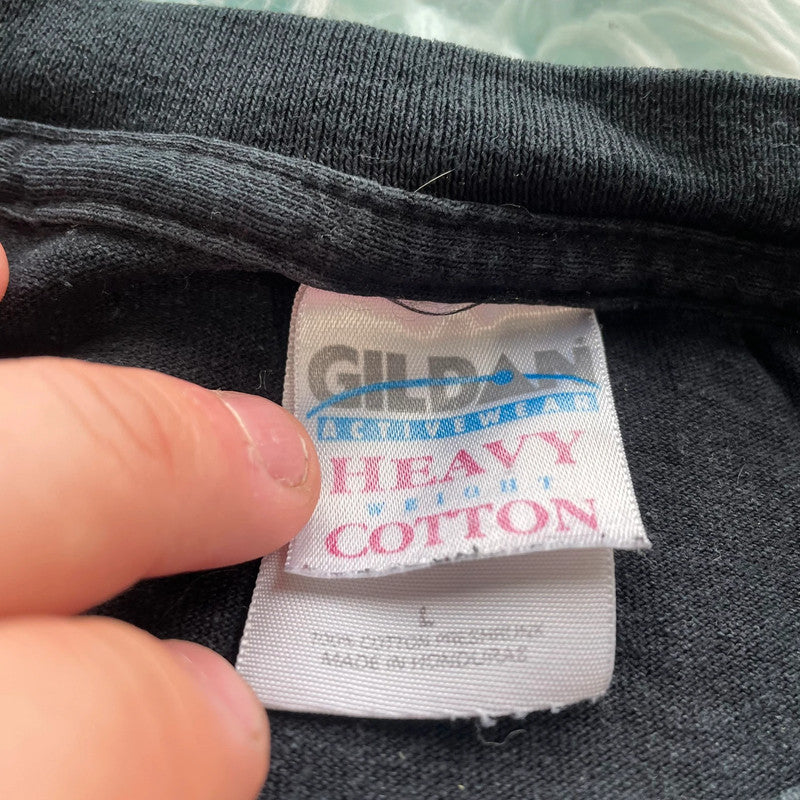 GILDAN
ACTIVEWEAR
HEAVY
WEIGHT
COTTON
L
100% COTTON PRESHRUNK
MADE IN HONDURAS